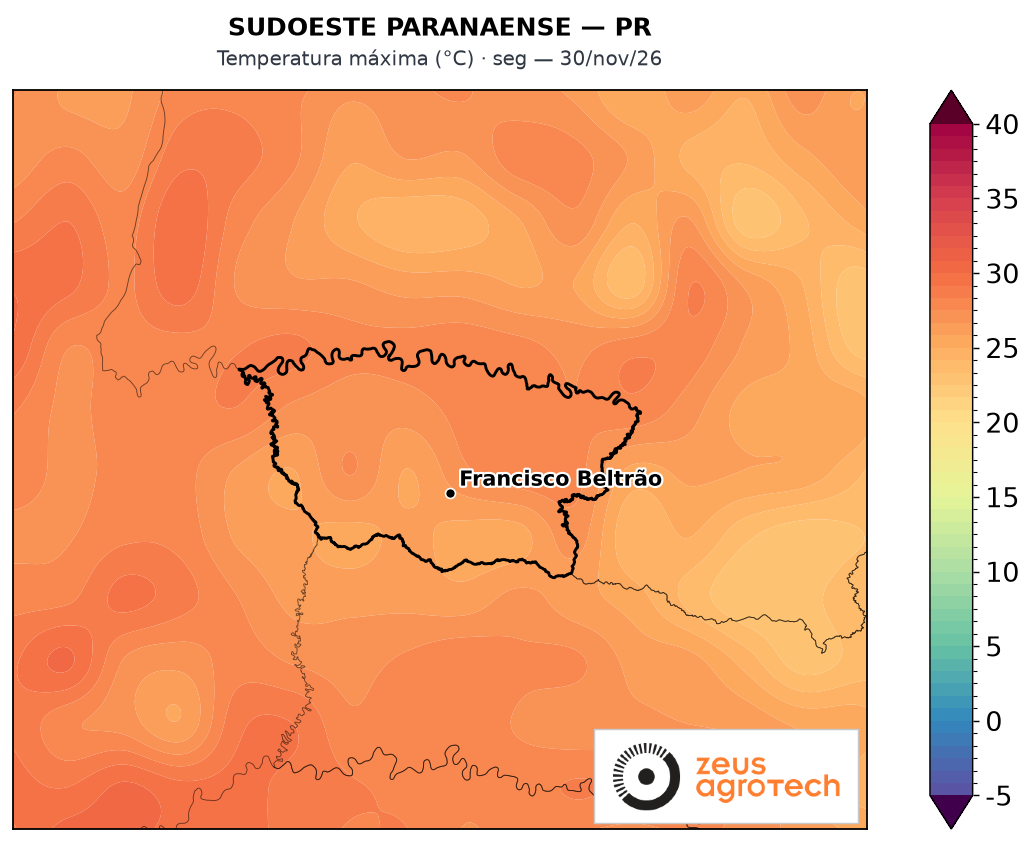 SUDOESTE PARANAENSE — PR
Temperatura máxima (°C) · seg — 30/nov/26
40
35
30
25
20
15
10
5
0
-5
Francisco Beltrão
zeus
agrotech